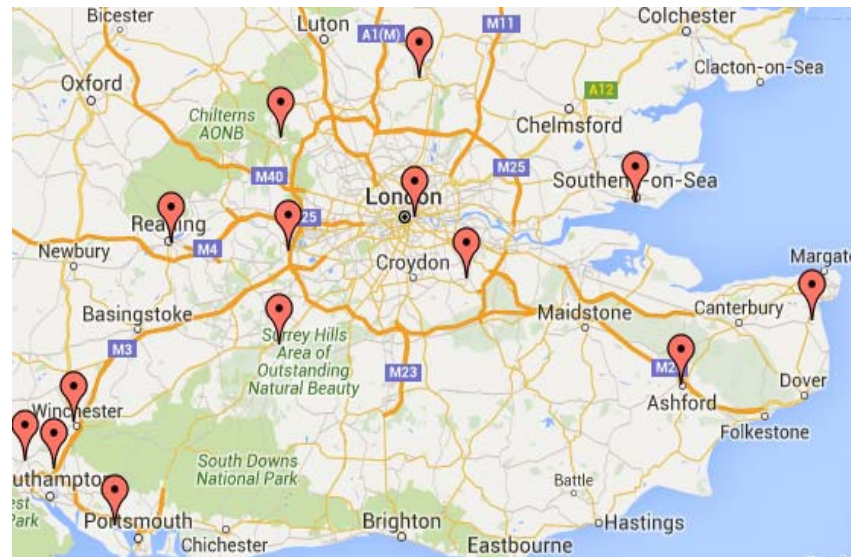 Bicester
Luton
A1(M)
M11
Colchester
Clacton-on-Sea
Oxford
A12
Chilterns
AONB
Chelmsford
M40
M25
London
Southend-on-Sea
25
Reading
M4
Newbury
Croydon
Margat
Basingstoke
Maidstone
Canterbury
M3
Surrey Hills
Area of
Outstanding
Natural Beauty
M23
M2
Ashford
Dover
Winchester
Folkestone
South Downs
National Park
uthampton
Battle
est
Park
Portsmouth
Chichester
Brighton
Hastings
Eastbourne